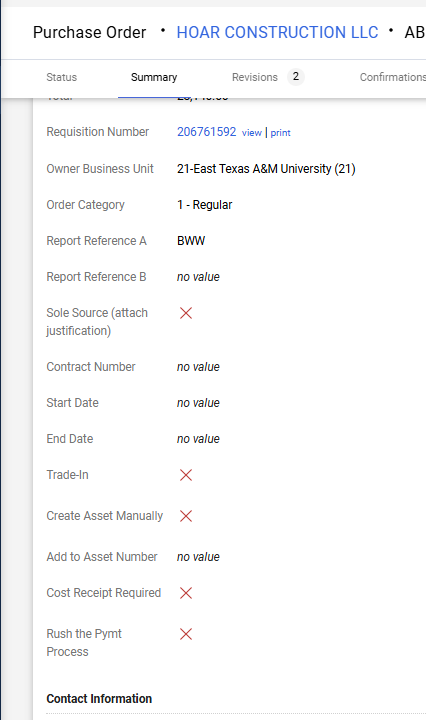 Purchase Order • HOAR CONSTRUCTION LLC • AB
Status Summary Revisions 2 Confirmations
Total
Requisition Number 206761592 view | print
Owner Business Unit 21-East Texas A&M University (21)
Order Category 1 - Regular
Report Reference A BWW
Report Reference B no value
Sole Source (attach
justification)
Contract Number no value
Start Date no value
End Date no value
Trade-In
Create Asset Manually
Add to Asset Number no value
Cost Receipt Required
Rush the Pymt
Process
Contact Information